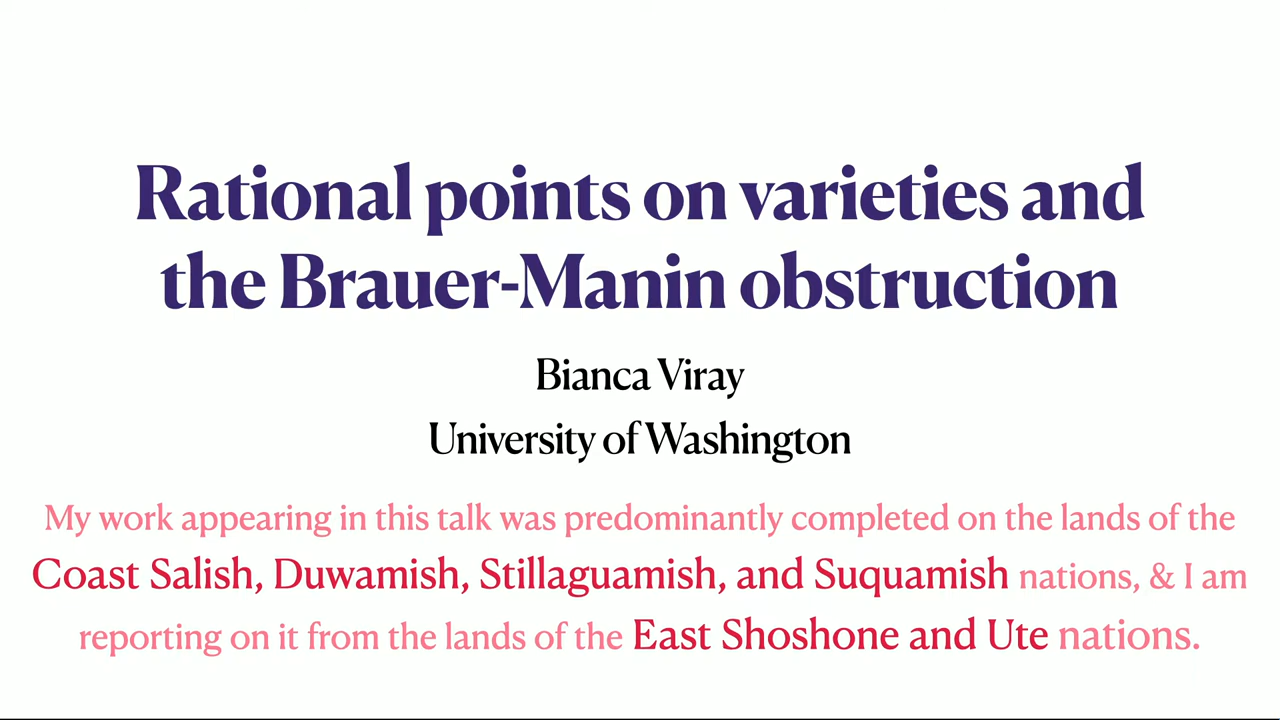 Rational points on varieties and
the Brauer-Manin obstruction
Bianca Viray
University of Washington
My work appearing in this talk was predominantly completed on the lands of the
Coast Salish, Duwamish, Stillaguamish, and Suquamish nations, & I am
reporting on it from the lands of the East Shoshone and Ute nations.